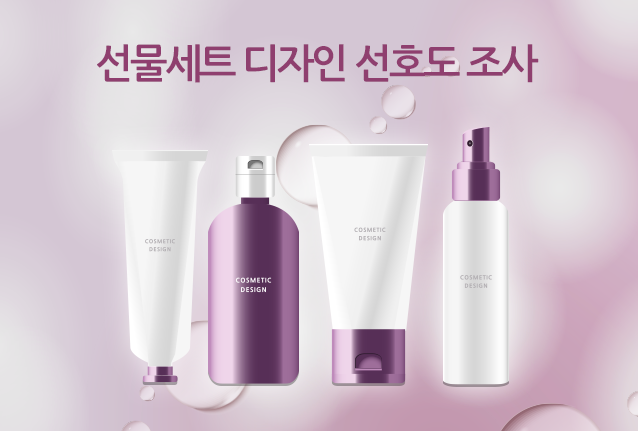 선물세트 디자인 선호도 조사
COSMETIC
DESIGN
COSMETIC
DESIGN
COSMETIC
DESIGN
COSMETIC
DESIGN